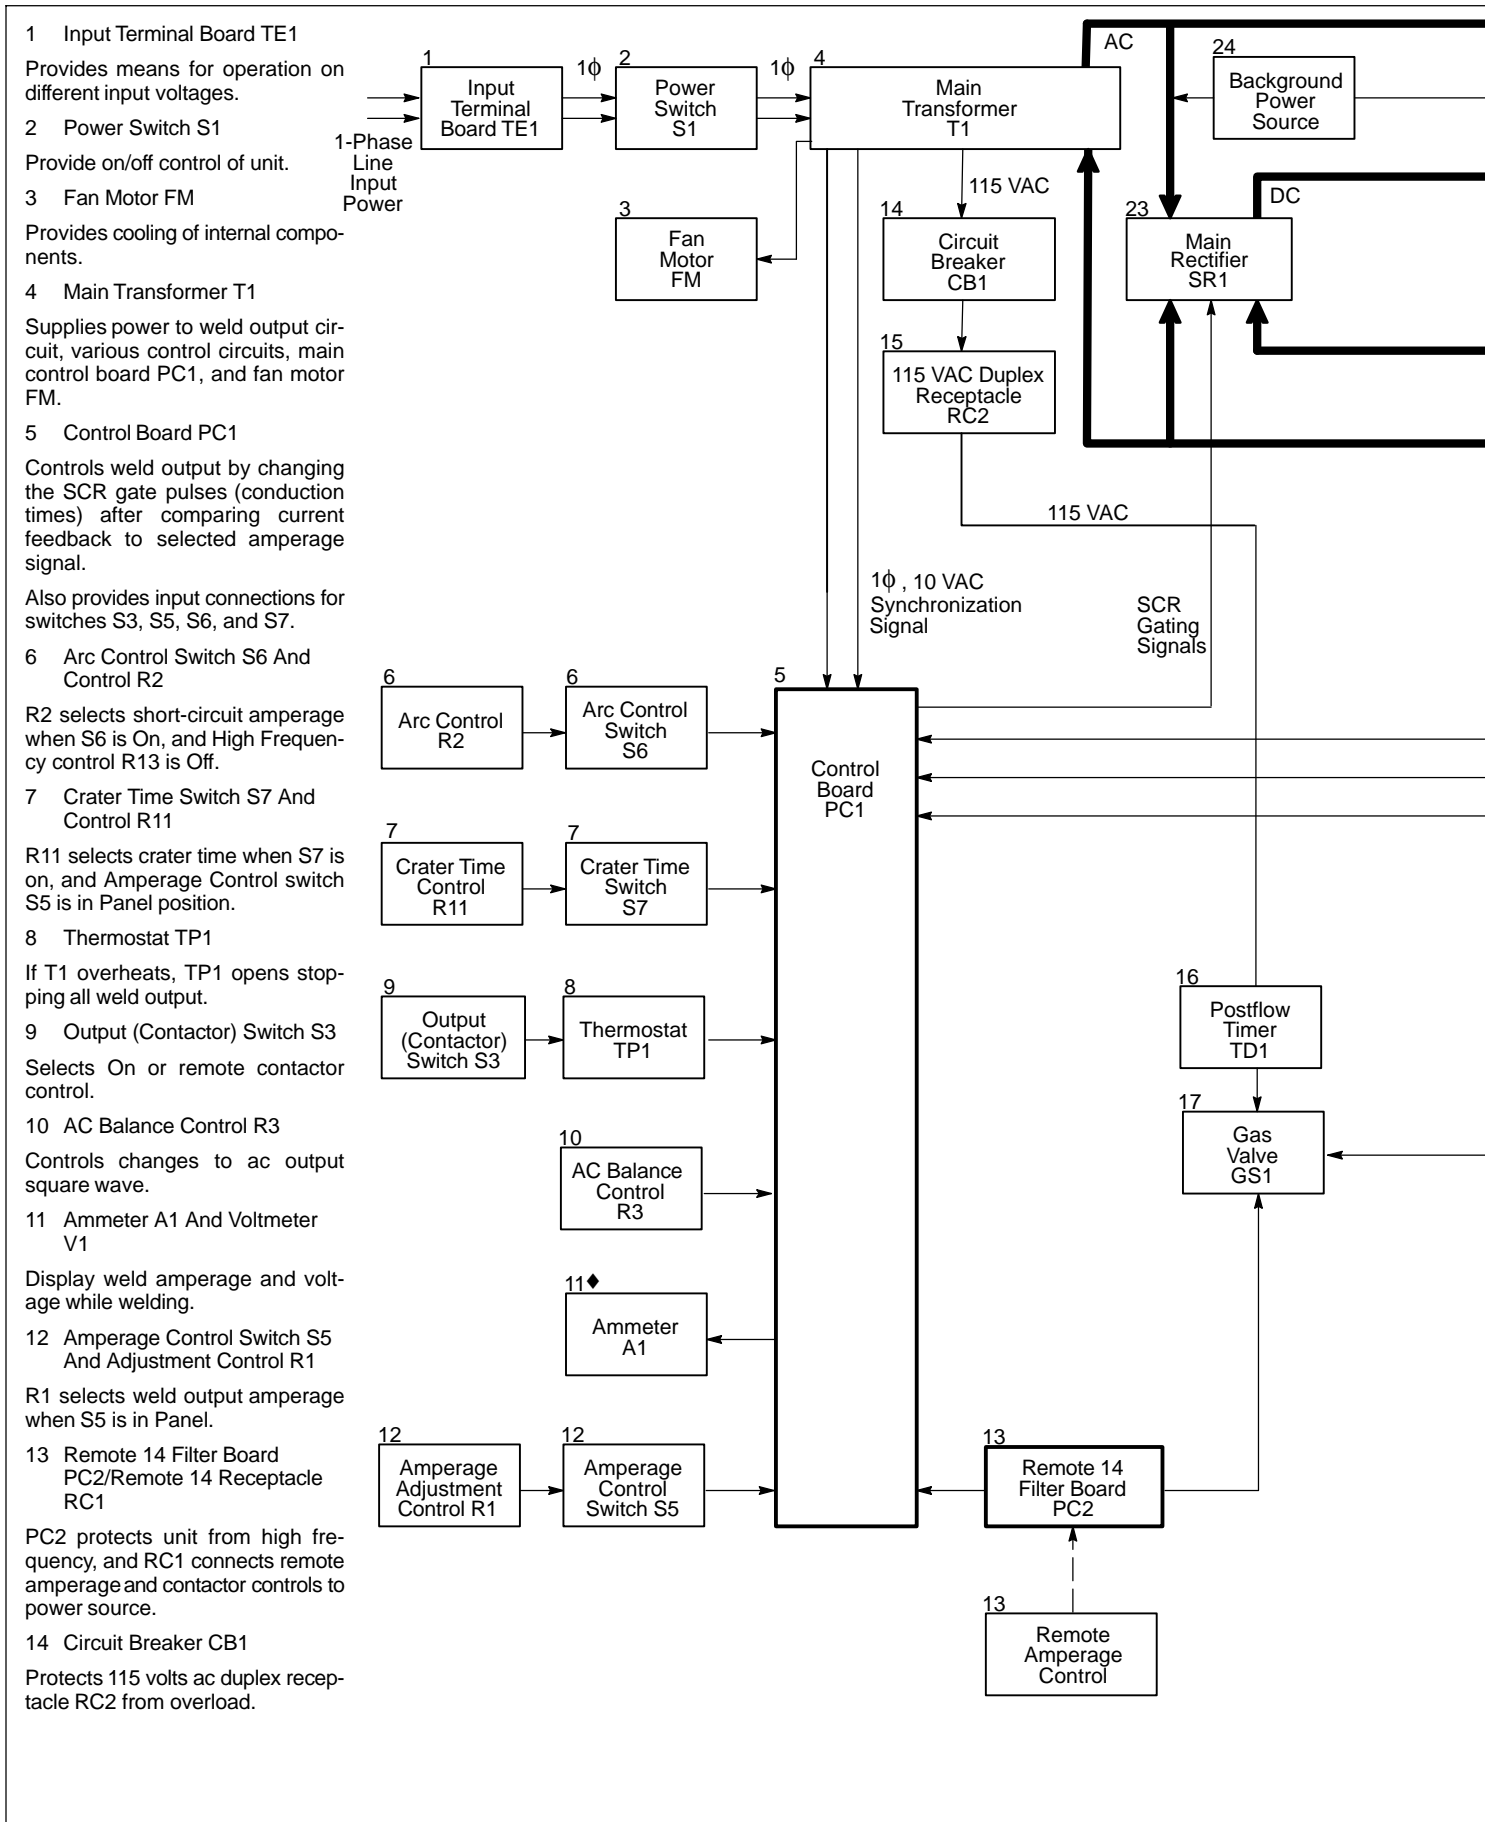 1 Input Terminal Board TE1
Provides means for operation on
different input voltages.
2 Power Switch S1
Provide on/off control of unit.
3 Fan Motor FM
Provides cooling of internal compo-
nents.
4 Main Transformer T1
Supplies power to weld output cir-
cuit, various control circuits, main
control board PC1, and fan motor
FM.
5 Control Board PC1
Controls weld output by changing
the SCR gate pulses (conduction
times) after comparing current
feedback to selected amperage
signal.
Also provides input connections for
switches S3, S5, S6, and S7.
6 Arc Control Switch S6 And
Control R2
R2 selects short-circuit amperage
when S6 is On, and High Frequen-
cy control R13 is Off.
7 Crater Time Switch S7 And
Control R11
R11 selects crater time when S7 is
on, and Amperage Control switch
S5 is in Panel position.
8 Thermostat TP1
If T1 overheats, TP1 opens stop-
ping all weld output.
9 Output (Contactor) Switch S3
Selects On or remote contactor
control.
10 AC Balance Control R3
Controls changes to ac output
square wave.
11 Ammeter A1 And Voltmeter
V1
Display weld amperage and volt-
age while welding.
12 Amperage Control Switch S5
And Adjustment Control R1
R1 selects weld output amperage
when S5 is in Panel.
13 Remote 14 Filter Board
PC2/Remote 14 Receptacle
RC1
PC2 protects unit from high fre-
quency, and RC1 connects remote
amperage and contactor controls to
power source.
14 Circuit Breaker CB1
Protects 115 volts ac duplex recep-
tacle RC2 from overload.
1-Phase
Line
Input
Power
1
Input
Terminal
Board TE1
1ϕ
2
Power
Switch
S1
1ϕ
4
Main
Transformer
T1
AC
24
Background
Power
Source
3
Fan
Motor
FM
115 VAC
14
Circuit
Breaker
CB1
23
Main
Rectifier
SR1
DC
15
115 VAC Duplex
Receptacle
RC2
115 VAC
1ϕ , 10 VAC
Synchronization
Signal
SCR
Gating
Signals
6
Arc Control
R2
6
Arc Control
Switch
S6
5
Control
Board
PC1
7
Crater Time
Control
R11
7
Crater Time
Switch
S7
9
Output
(Contactor)
Switch S3
8
Thermostat
TP1
16
Postflow
Timer
TD1
10
AC Balance
Control
R3
17
Gas
Valve
GS1
11♦
Ammeter
A1
12
Amperage
Adjustment
Control R1
12
Amperage
Control
Switch S5
13
Remote 14
Filter Board
PC2
13
Remote
Amperage
Control